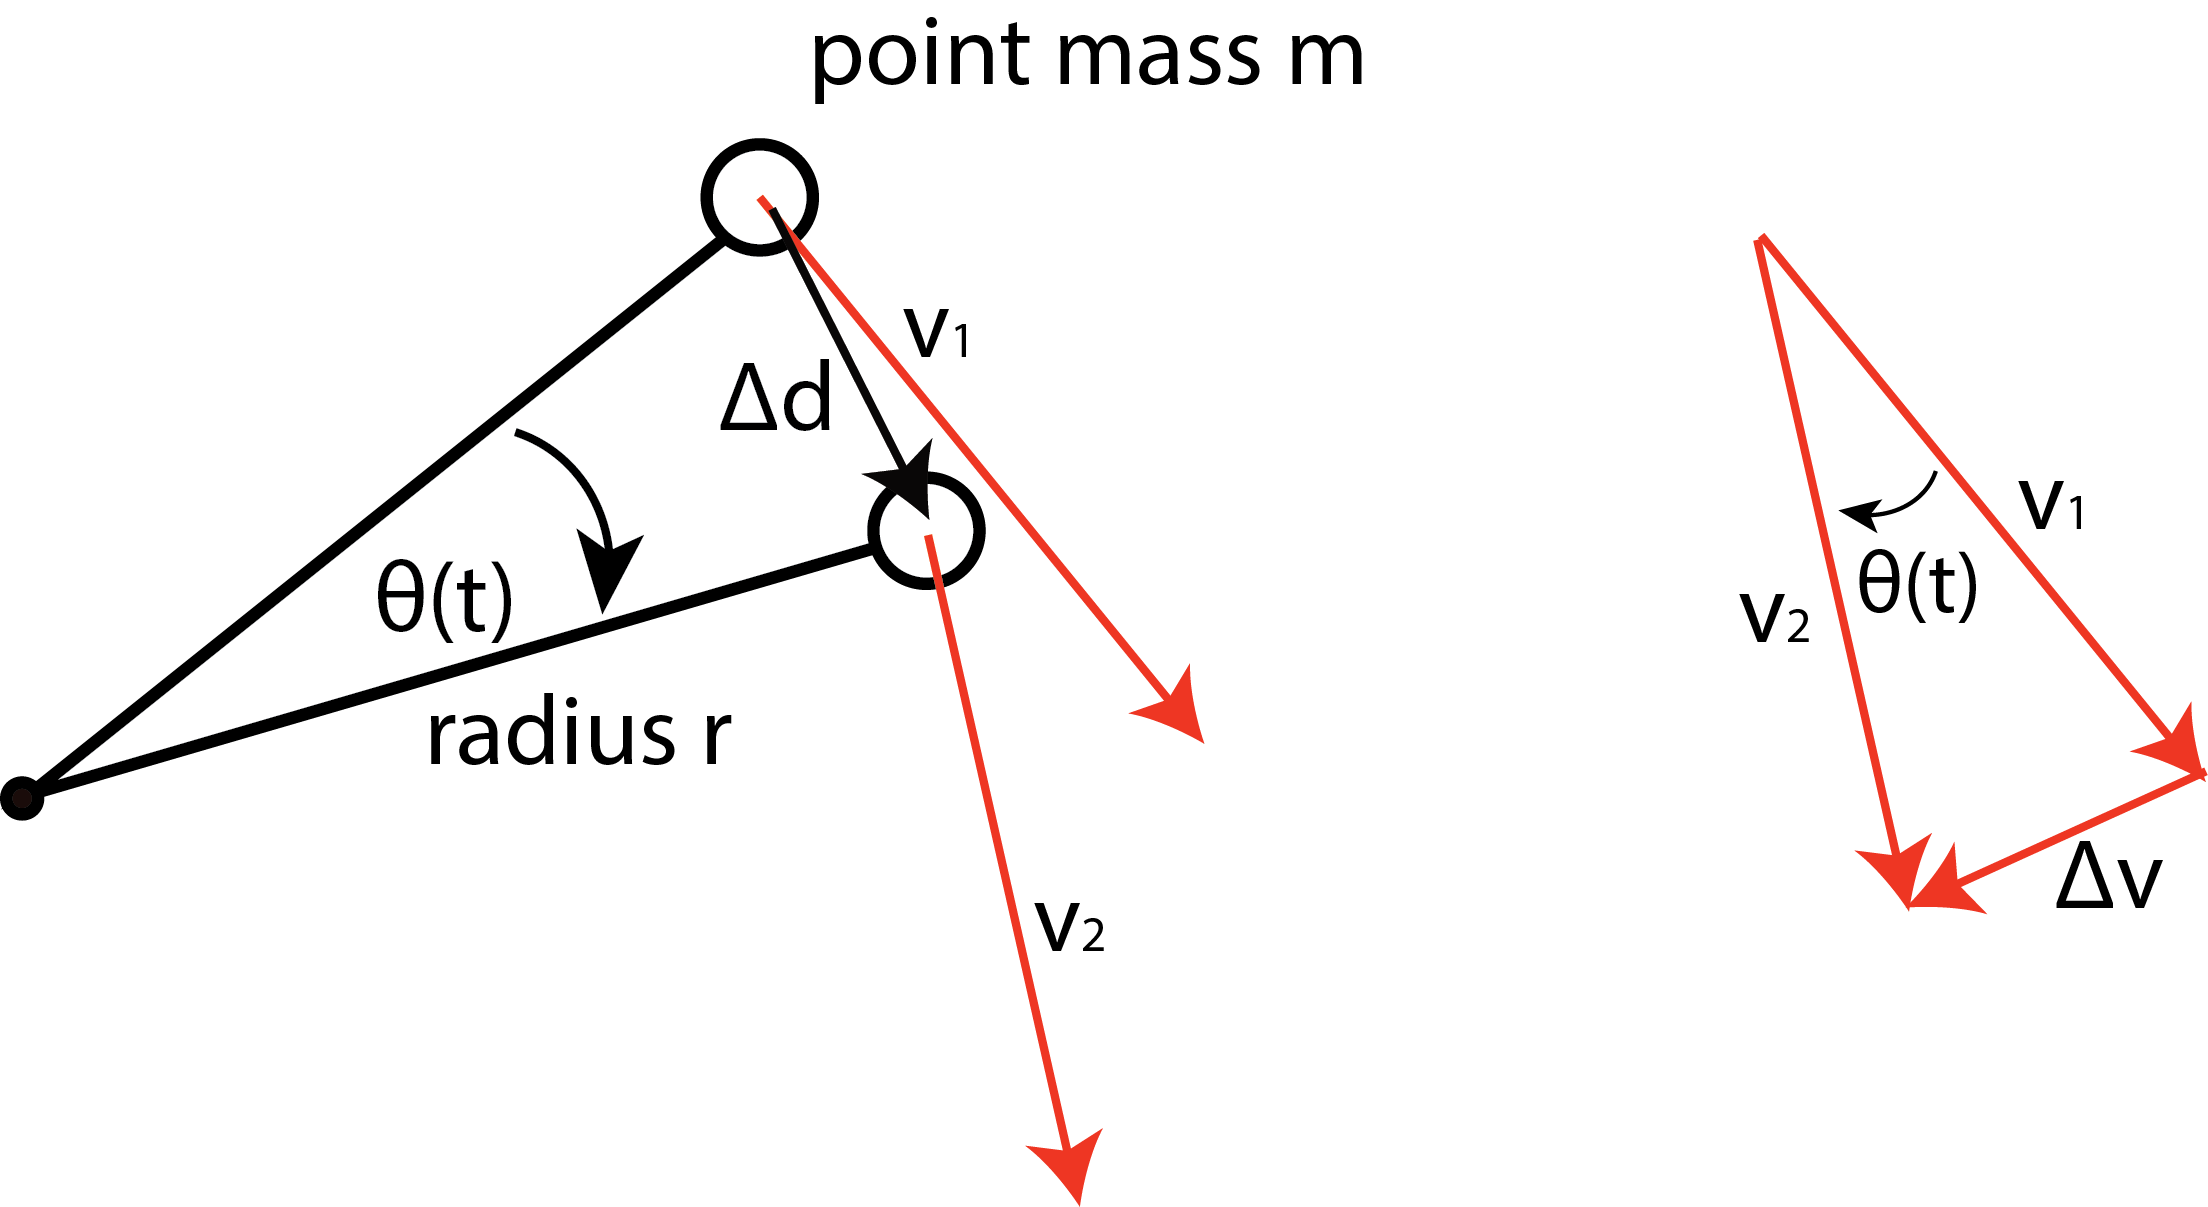 point mass m
v₁
Δd
θ(t)
radius r
v₂
v₁
θ(t)
v₂
Δv